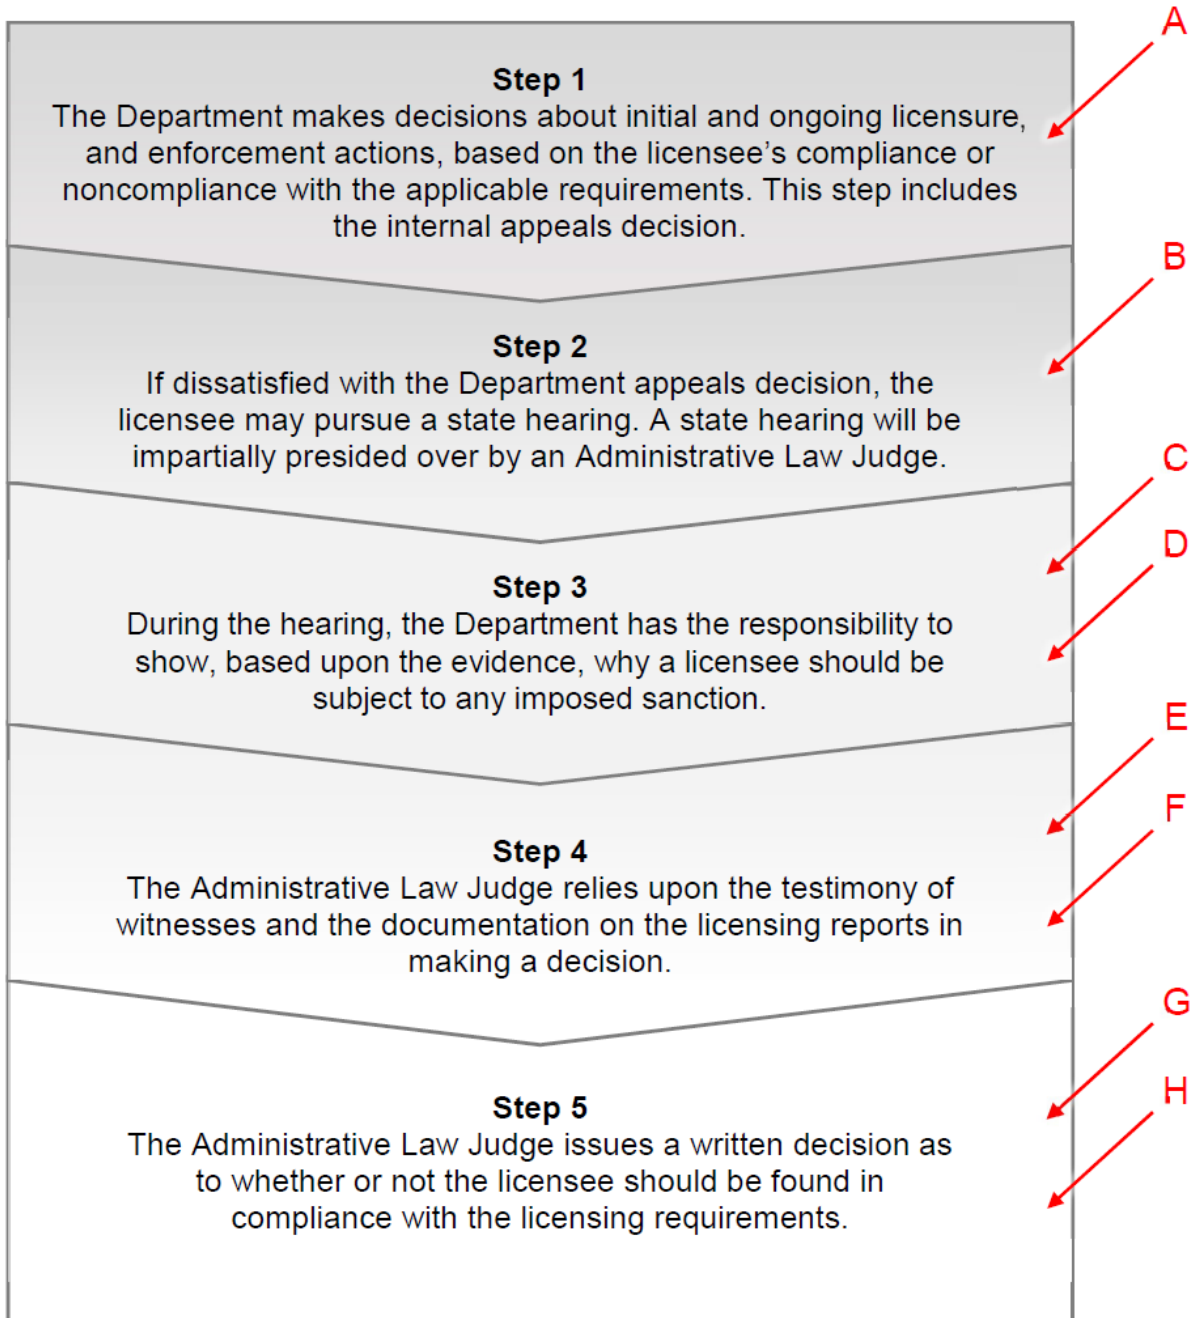 A
Step 1
The Department makes decisions about initial and ongoing licensure,
and enforcement actions, based on the licensee's compliance or
noncompliance with the applicable requirements. This step includes
the internal appeals decision.
B
Step 2
If dissatisfied with the Department appeals decision, the
licensee may pursue a state hearing. A state hearing will be
impartially presided over by an Administrative Law Judge.
C
D
Step 3
During the hearing, the Department has the responsibility to
show, based upon the evidence, why a licensee should be
subject to any imposed sanction.
E
F
Step 4
The Administrative Law Judge relies upon the testimony of
witnesses and the documentation on the licensing reports in
making a decision.
G
H
Step 5
The Administrative Law Judge issues a written decision as
to whether or not the licensee should be found in
compliance with the licensing requirements.